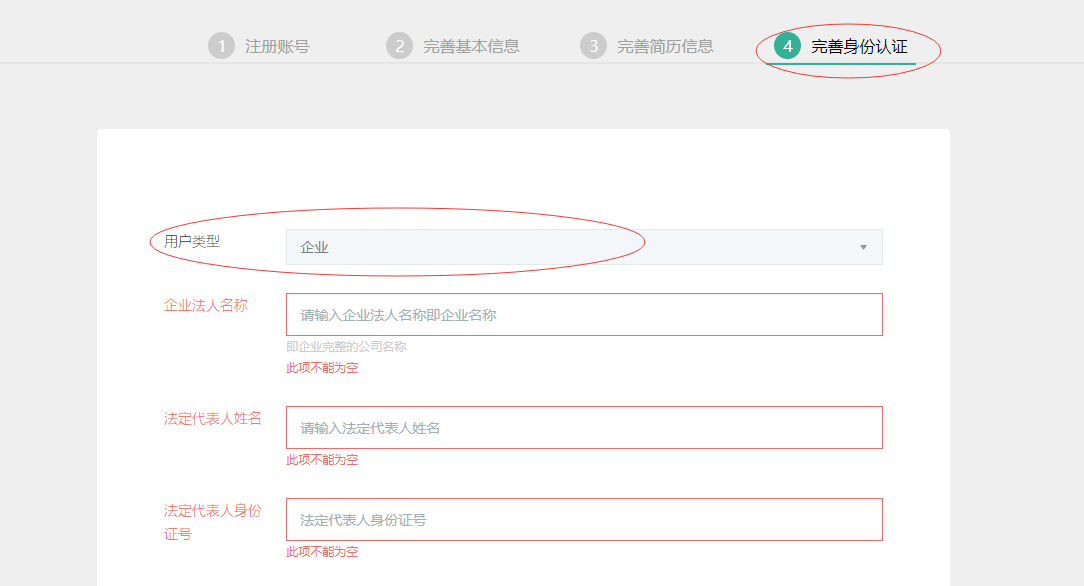 1 注册账号 2 完善基本信息 3 完善简历信息 4 完善身份认证
用户类型 企业
企业法人名称 请输入企业法人名称即企业名称
即企业完整的公司名称
此项不能为空
法定代表人姓名 请输入法定代表人姓名
此项不能为空
法定代表人身份
证号 法定代表人身份证号
此项不能为空